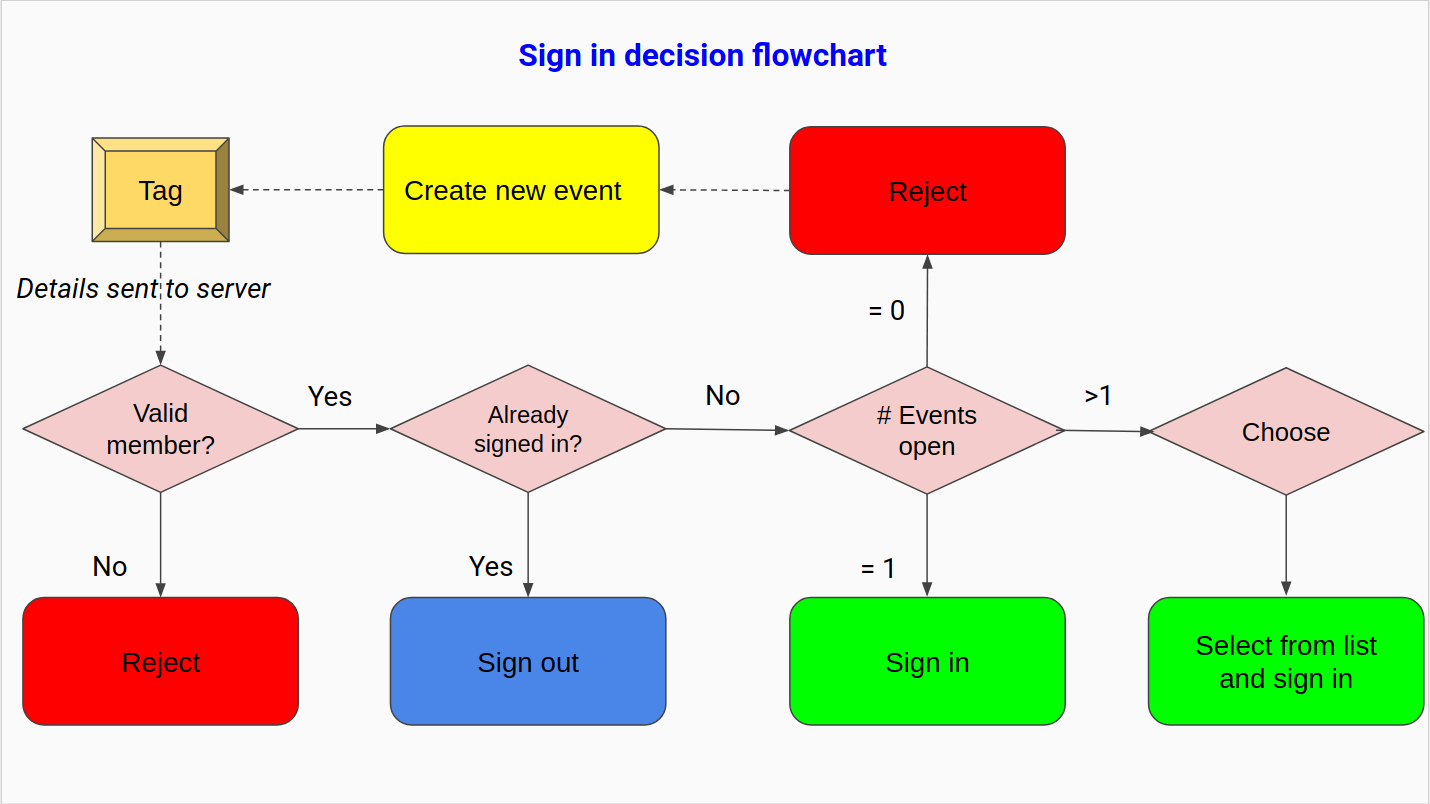 Sign in decision flowchart
Tag
Create new event
Reject
Details sent to server
= 0
Valid
member?
Yes
Already
signed in?
No
# Events
open
>1
Choose
No
Yes
= 1
Reject
Sign out
Sign in
Select from list
and sign in